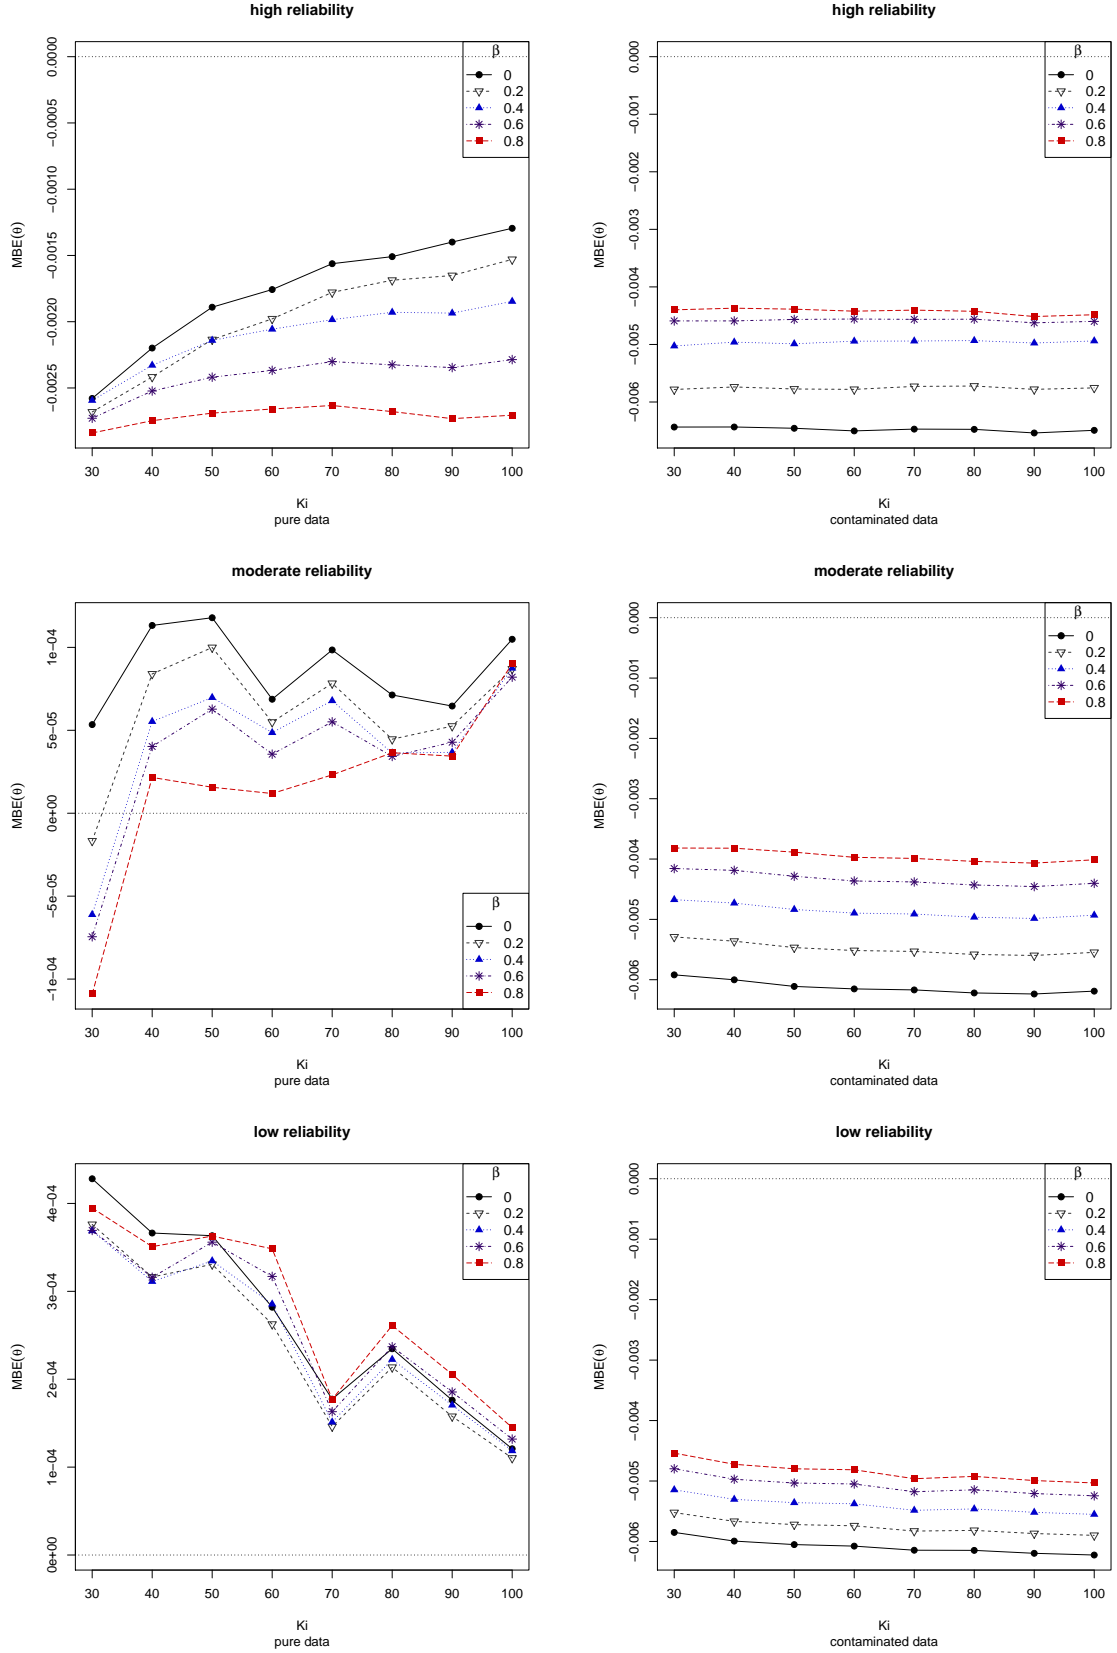 high reliability
MBE(θ)
0.0000
−0.0005
−0.0010
−0.0015
−0.0020
−0.0025
β
0
0.2
0.4
0.6
0.8
30 40 50 60 70 80 90 100
Ki
pure data
high reliability
MBE(θ)
0.000
−0.001
−0.002
−0.003
−0.004
−0.005
−0.006
β
0
0.2
0.4
0.6
0.8
30 40 50 60 70 80 90 100
Ki
contaminated data
moderate reliability
MBE(θ)
1e−04
5e−05
0e+00
−5e−05
−1e−04
β
0
0.2
0.4
0.6
0.8
30 40 50 60 70 80 90 100
Ki
pure data
moderate reliability
MBE(θ)
0.000
−0.001
−0.002
−0.003
−0.004
−0.005
−0.006
β
0
0.2
0.4
0.6
0.8
30 40 50 60 70 80 90 100
Ki
contaminated data
low reliability
MBE(θ)
4e−04
3e−04
2e−04
1e−04
0e+00
β
0
0.2
0.4
0.6
0.8
30 40 50 60 70 80 90 100
Ki
pure data
low reliability
MBE(θ)
0.000
−0.001
−0.002
−0.003
−0.004
−0.005
−0.006
β
0
0.2
0.4
0.6
0.8
30 40 50 60 70 80 90 100
Ki
contaminated data